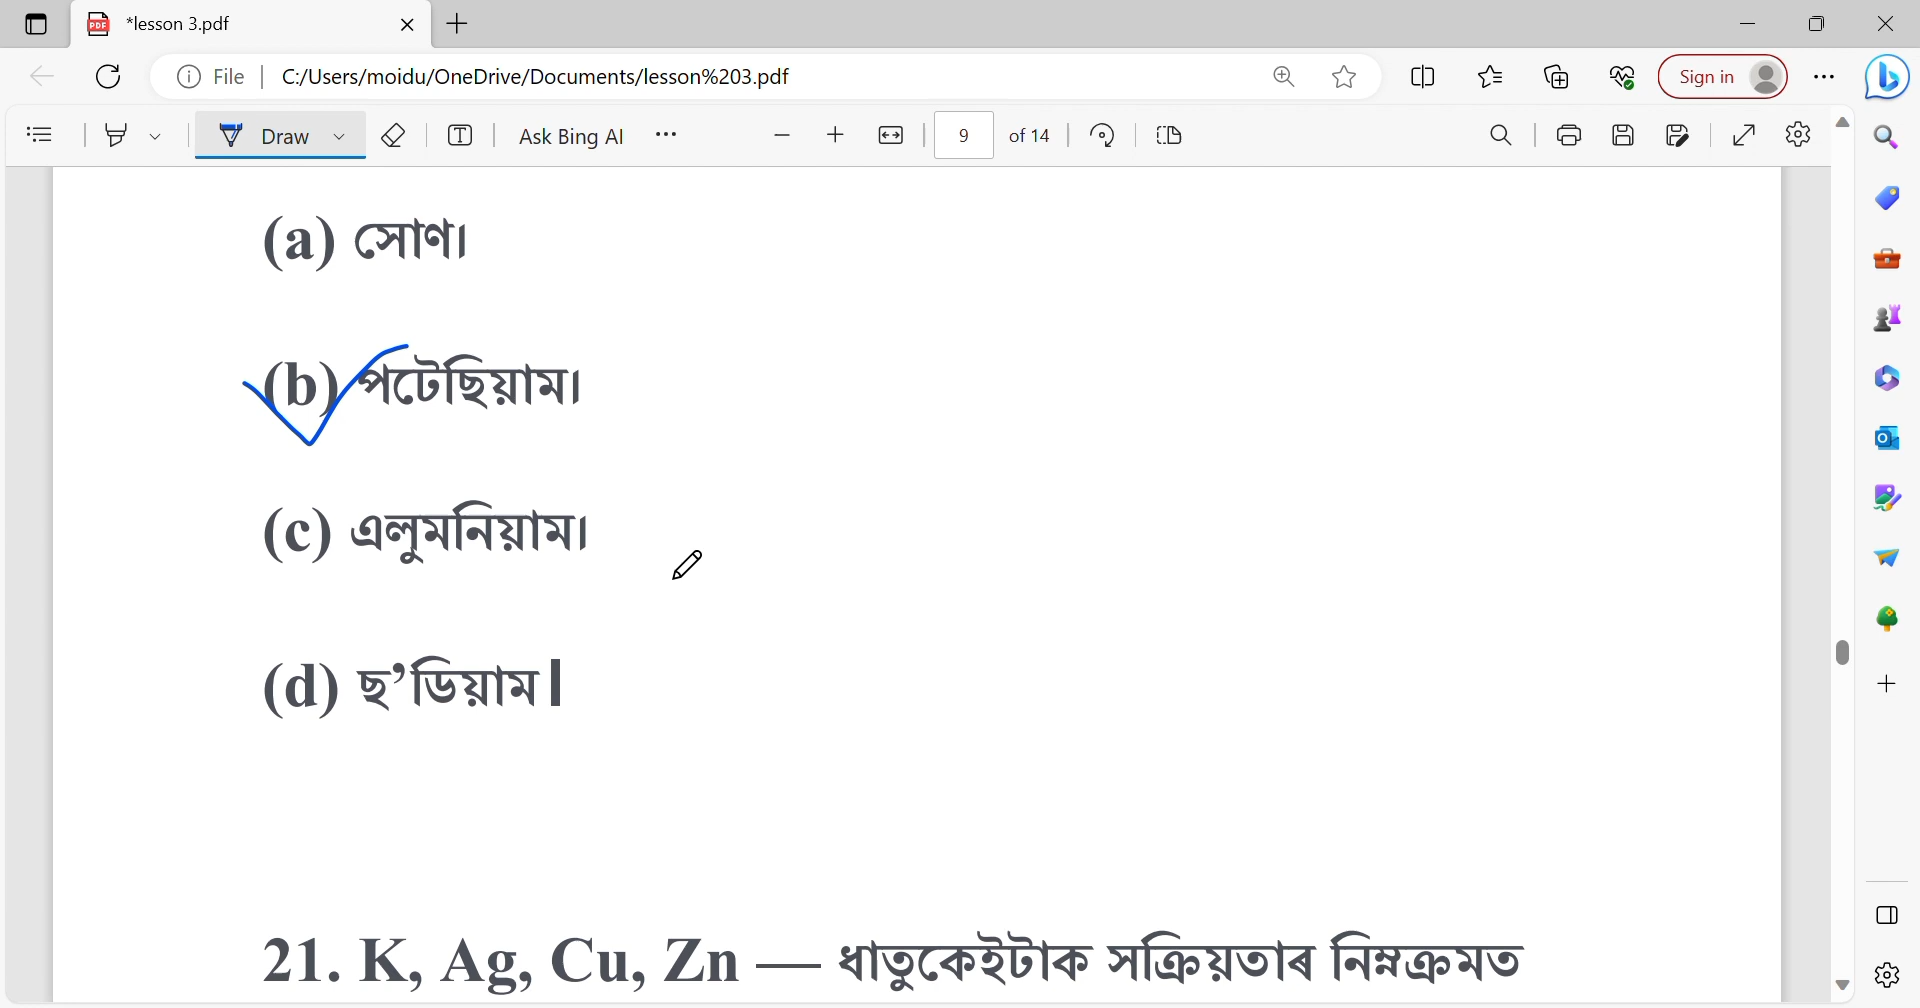 *lesson 3.pdf
File
C:/Users/moidu/OneDrive/Documents/lesson%203.pdf
Sign in
Draw
Ask Bing AI
9 of 14
(a) সোণ।
(b) পটেছিয়াম।
(c) এলুমনিয়াম।
(d) ছ’ডিয়াম।
21. K, Ag, Cu, Zn — ধাতুকেইটাক সক্ৰিয়তাৰ নিম্নক্ৰমত